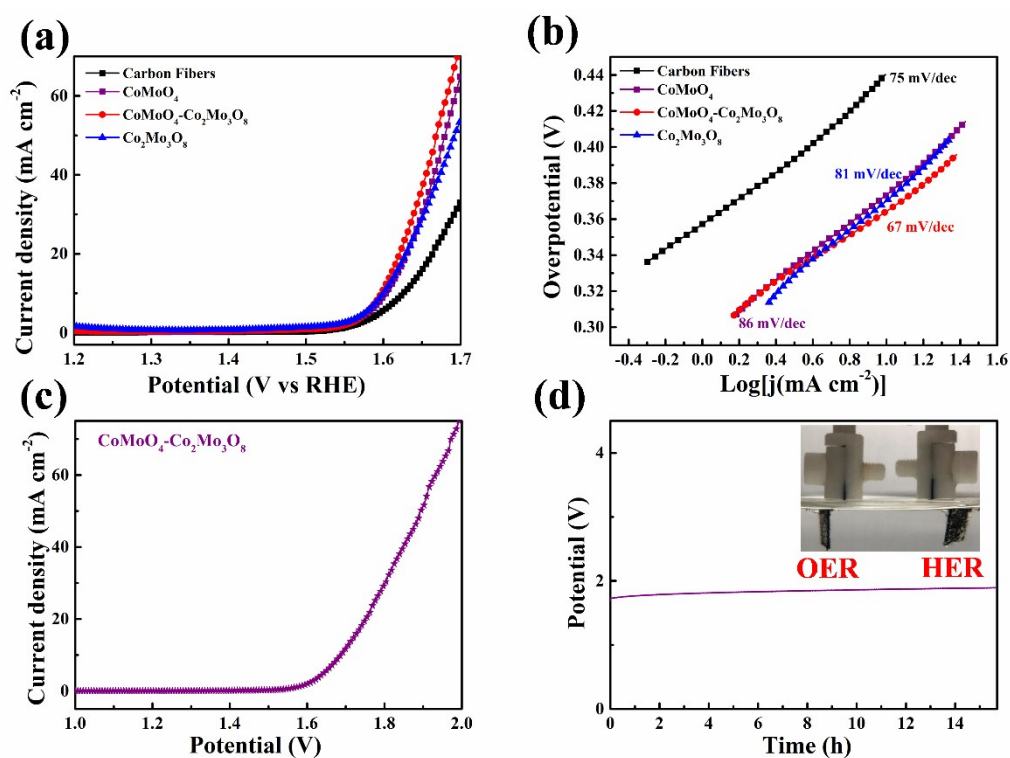 (a)
Current density (mA cm⁻²)
60
40
20
0
Carbon Fibers
CoMoO₄
CoMoO₄-Co₂Mo₃O₈
Co₂Mo₃O₈
1.2 1.3 1.4 1.5 1.6 1.7
Potential (V vs RHE)
(b)
Overpotential (V)
0.44
0.42
0.40
0.38
0.36
0.34
0.32
0.30
Carbon Fibers
CoMoO₄
CoMoO₄-Co₂Mo₃O₈
Co₂Mo₃O₈
75 mV/dec
81 mV/dec
67 mV/dec
86 mV/dec
-0.4 -0.2 0.0 0.2 0.4 0.6 0.8 1.0 1.2 1.4 1.6
Log[j(mA cm⁻²]
(c)
Current density (mA cm⁻²)
60
40
20
0
CoMoO₄-Co₂Mo₃O₈
1.0 1.2 1.4 1.6 1.8 2.0
Potential (V)
(d)
Potential (V)
4
2
0
OER HER
0 2 4 6 8 10 12 14
Time (h)